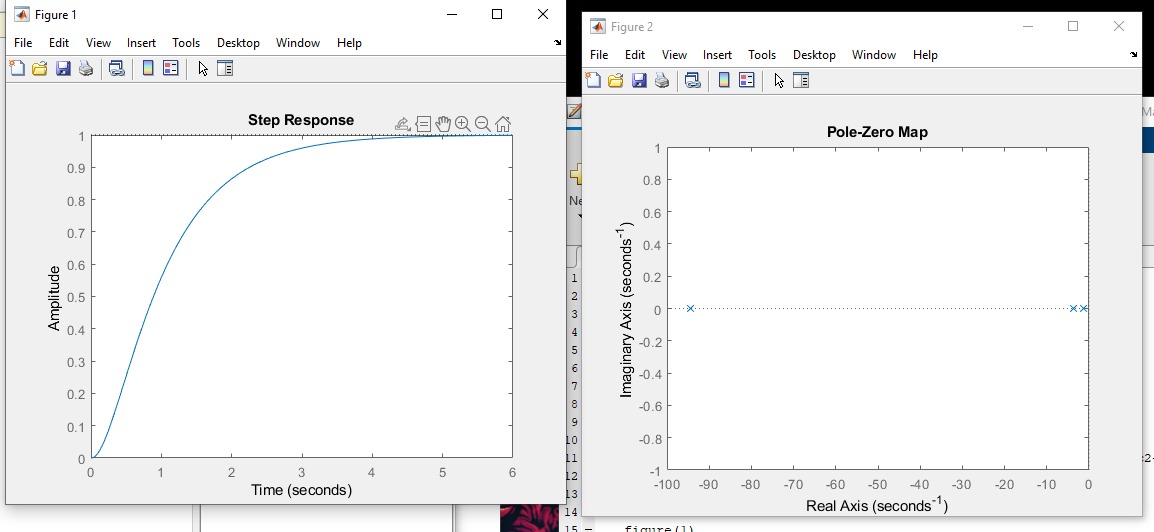 Figure 1
File Edit View Insert Tools Desktop Window Help
Step Response
1
0.9
0.8
0.7
0.6
0.5
0.4
0.3
0.2
0.1
0
Amplitude
0 1 2 3 4 5 6
Time (seconds)
Figure 2
File Edit View Insert Tools Desktop Window Help
Pole-Zero Map
1
0.8
0.6
0.4
0.2
0
-0.2
-0.4
-0.6
-0.8
-1
Imaginary Axis (seconds⁻¹)
-100 -90 -80 -70 -60 -50 -40 -30 -20 -10 0
Real Axis (seconds⁻¹)
1
2
3
4
5
6
7
8
9
10
11
12
13
14
15 – figure(1)